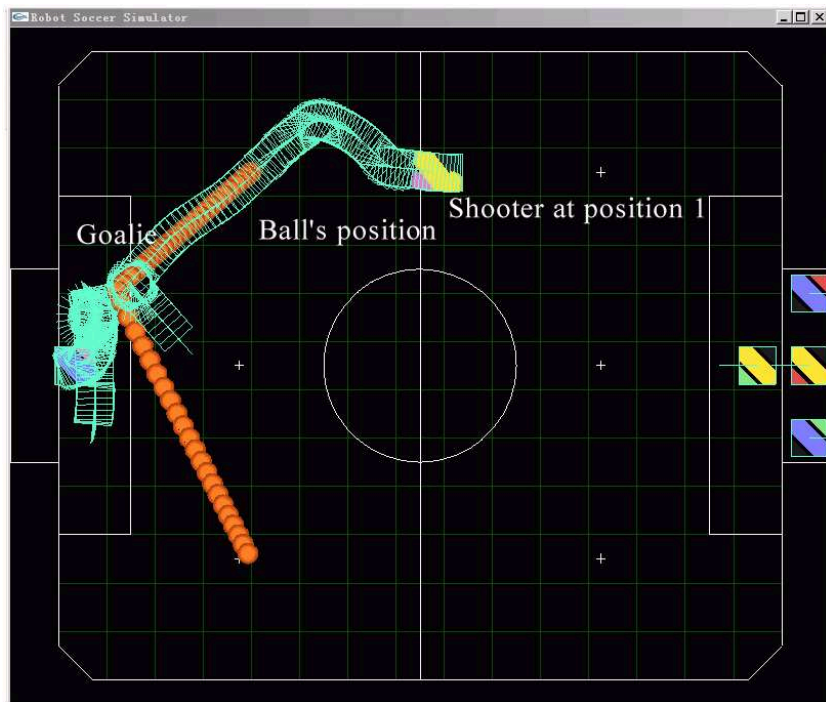 Robot Soccer Simulator
Shooter at position 1
Goalie
Ball's position